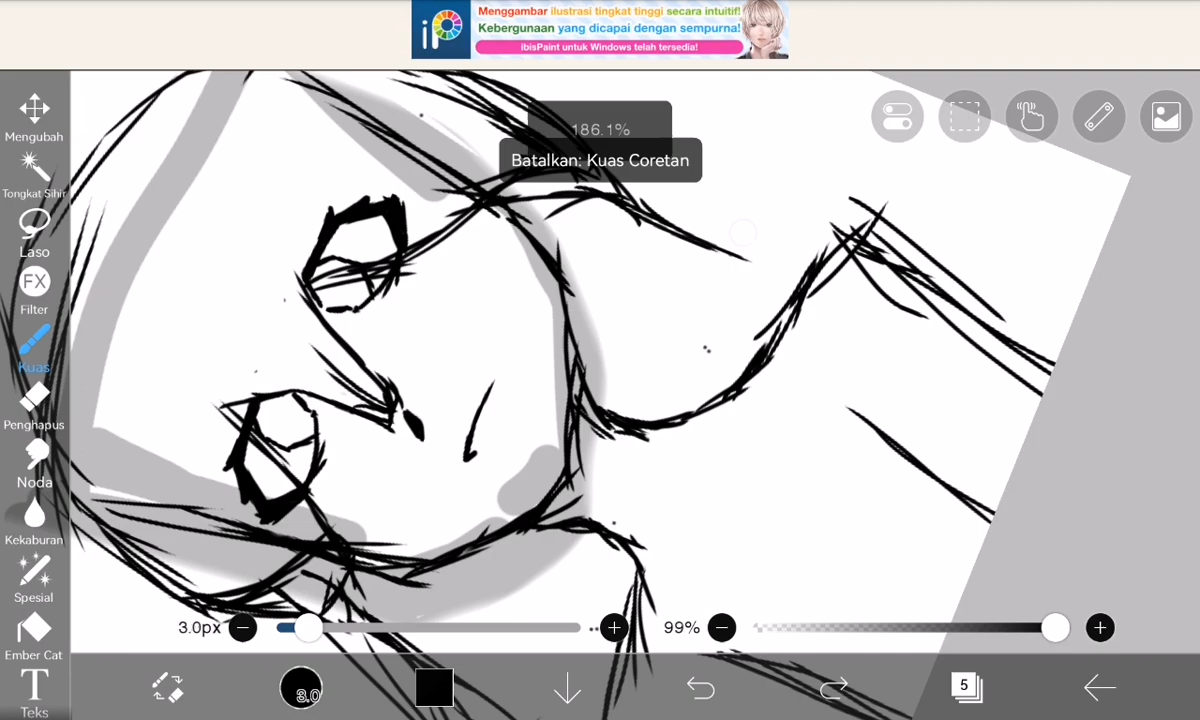 iP
Menggambar ilustrasi tingkat tinggi secara intuitif!
Kebergunaan yang dicapai dengan sempurna!
ibisPaint untuk Windows telah tersedia!
186.1%
Batalkan: Kuas Coretan
Mengubah
Tongkat Sihir
Laso
FX
Filter
Kuas
Penghapus
Noda
Kekaburan
Spesial
Ember Cat
T
Teks
3.0px
99%
3.0
5